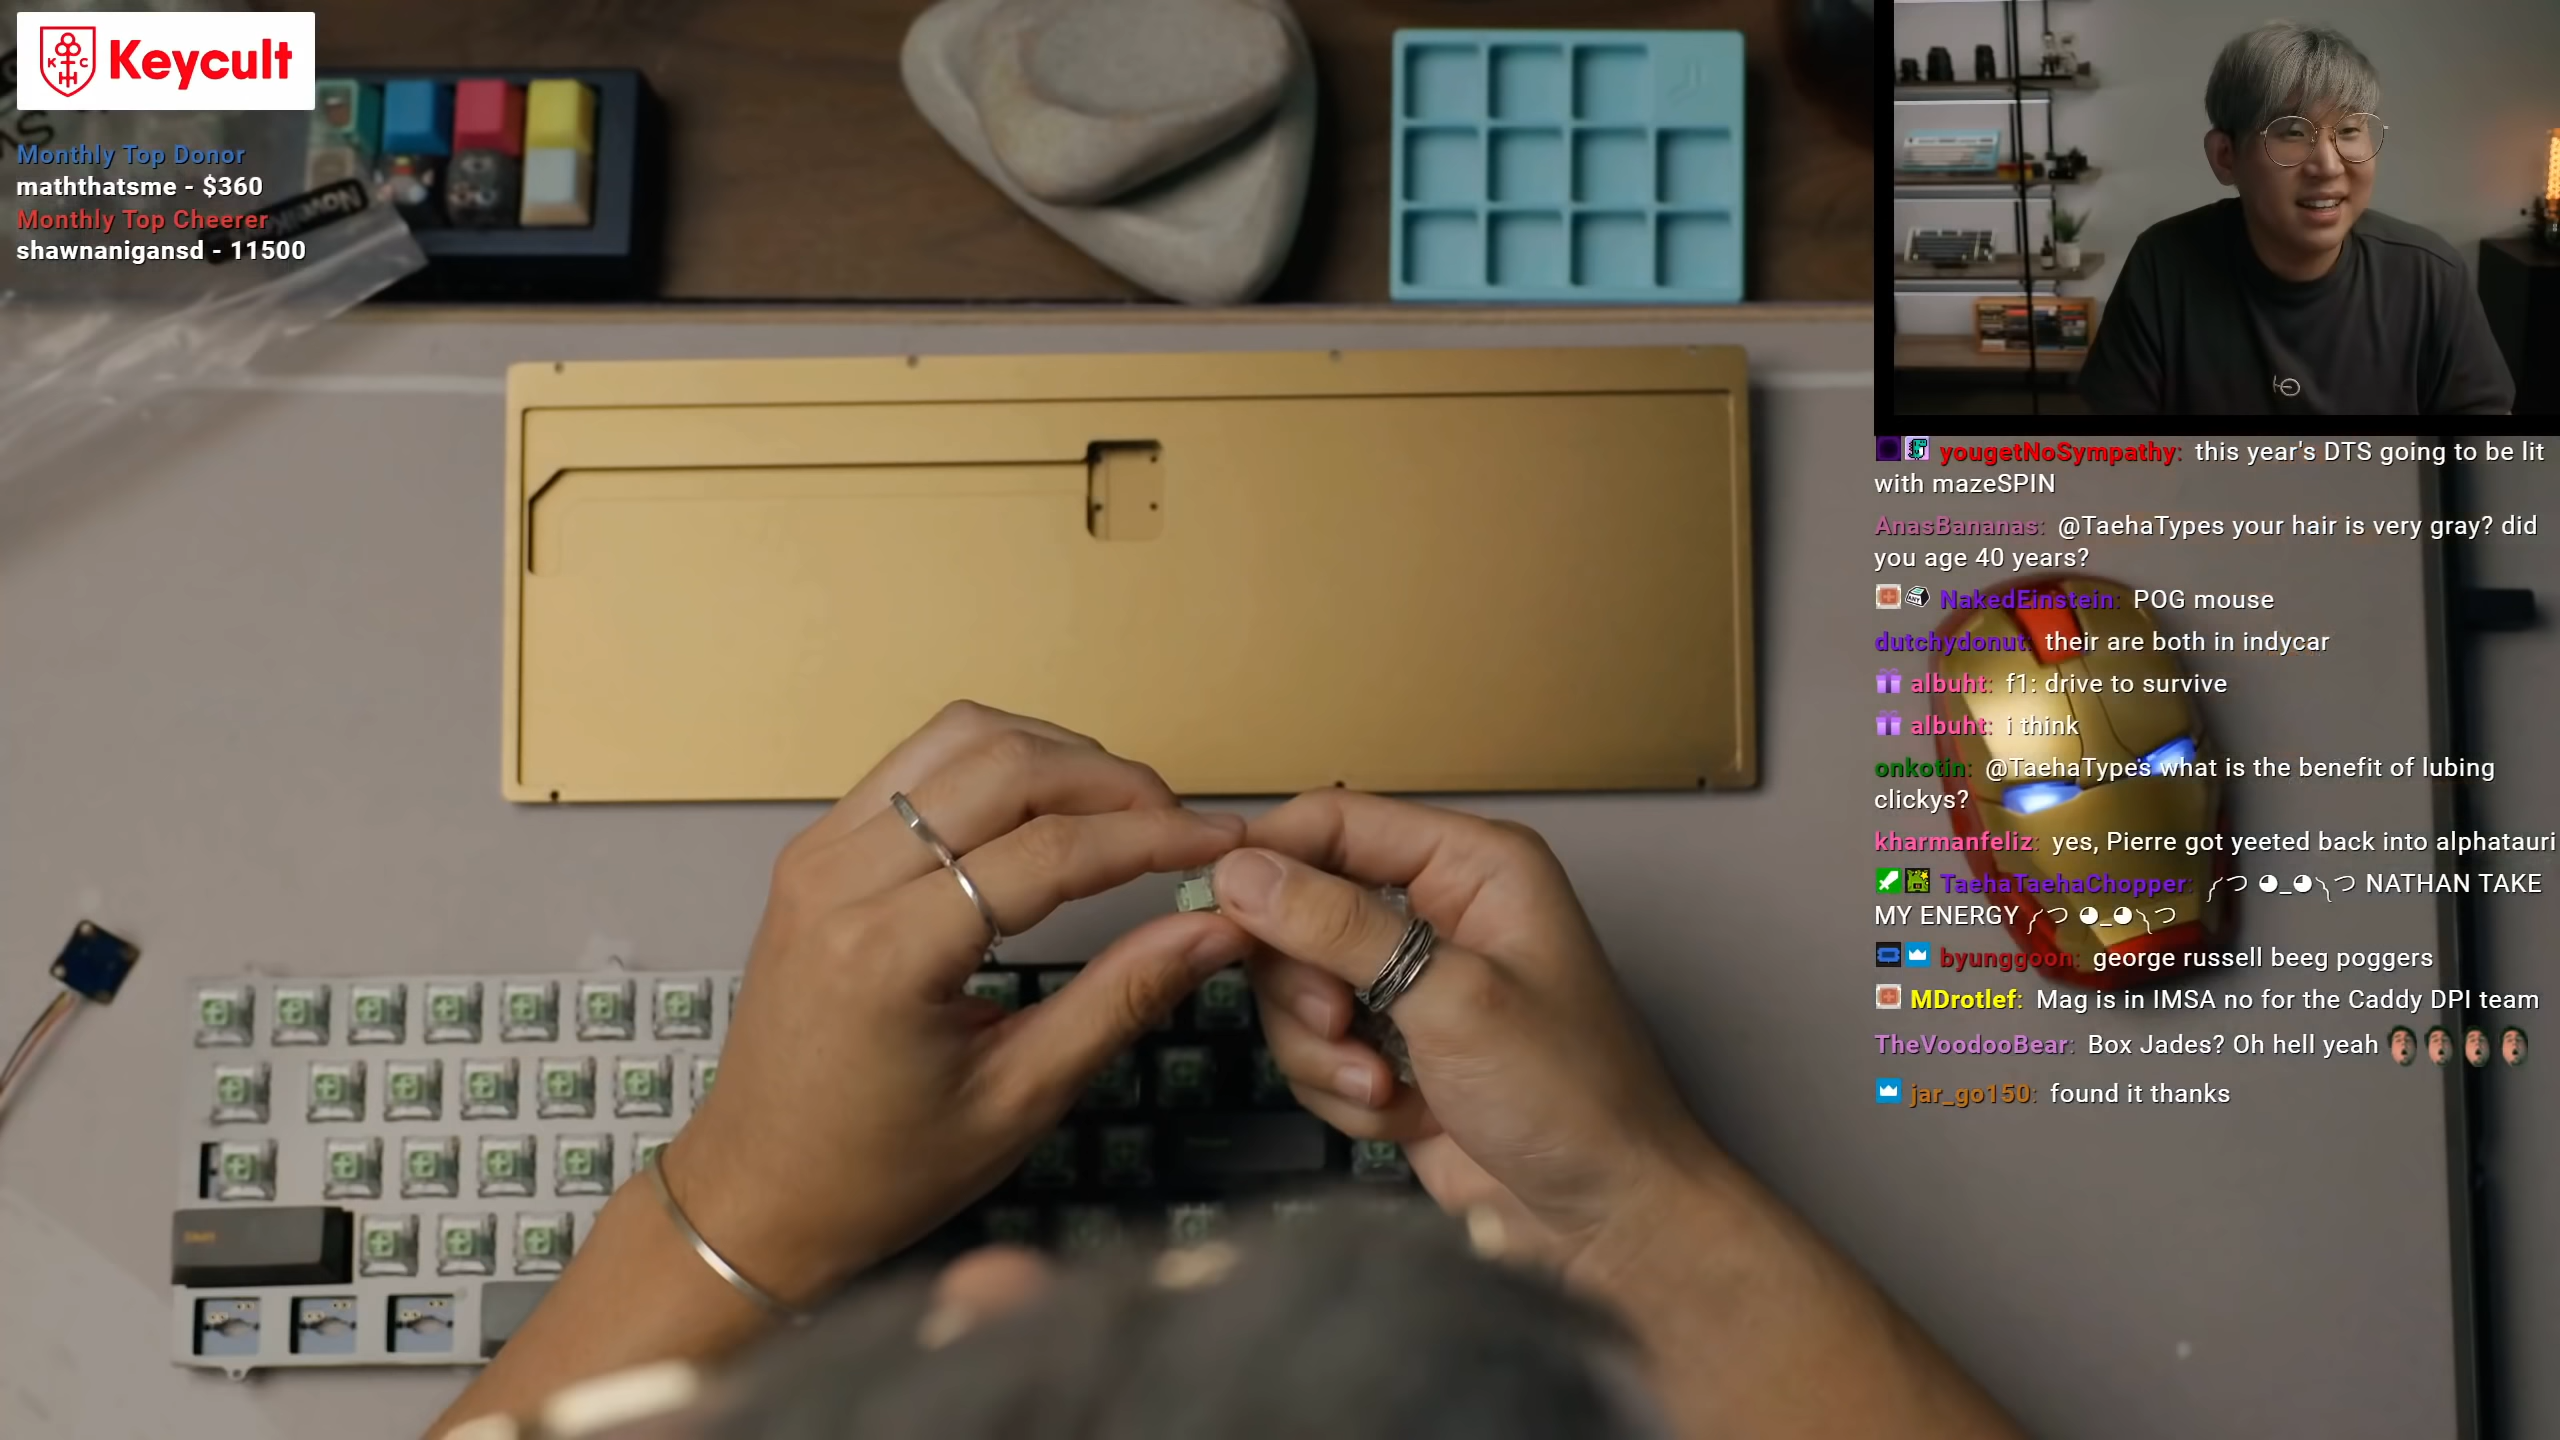 K C Keycult
Monthly Top Donor
maththatsme - $360
Monthly Top Cheerer
shawnanigansd - 11500
yougetNoSympathy: this year's DTS going to be lit
with mazeSPIN
AnasBananas: @TaehaTypes your hair is very gray? did
you age 40 years?
NakedEinstein: POG mouse
dutchydonut: their are both in indycar
albuht: f1: drive to survive
albuht: i think
onkotin: @TaehaTypes what is the benefit of lubing
clickys?
kharmanfeliz: yes, Pierre got yeeted back into alphatauri
TaehaTaehaChopper: ༼つ ◕_◕༽つ NATHAN TAKE
MY ENERGY ༼つ ◕_◕༽つ
byunggoon: george russell beeg poggers
MDrotlef: Mag is in IMSA no for the Caddy DPI team
TheVoodooBear: Box Jades? Oh hell yeah
jar_go150: found it thanks